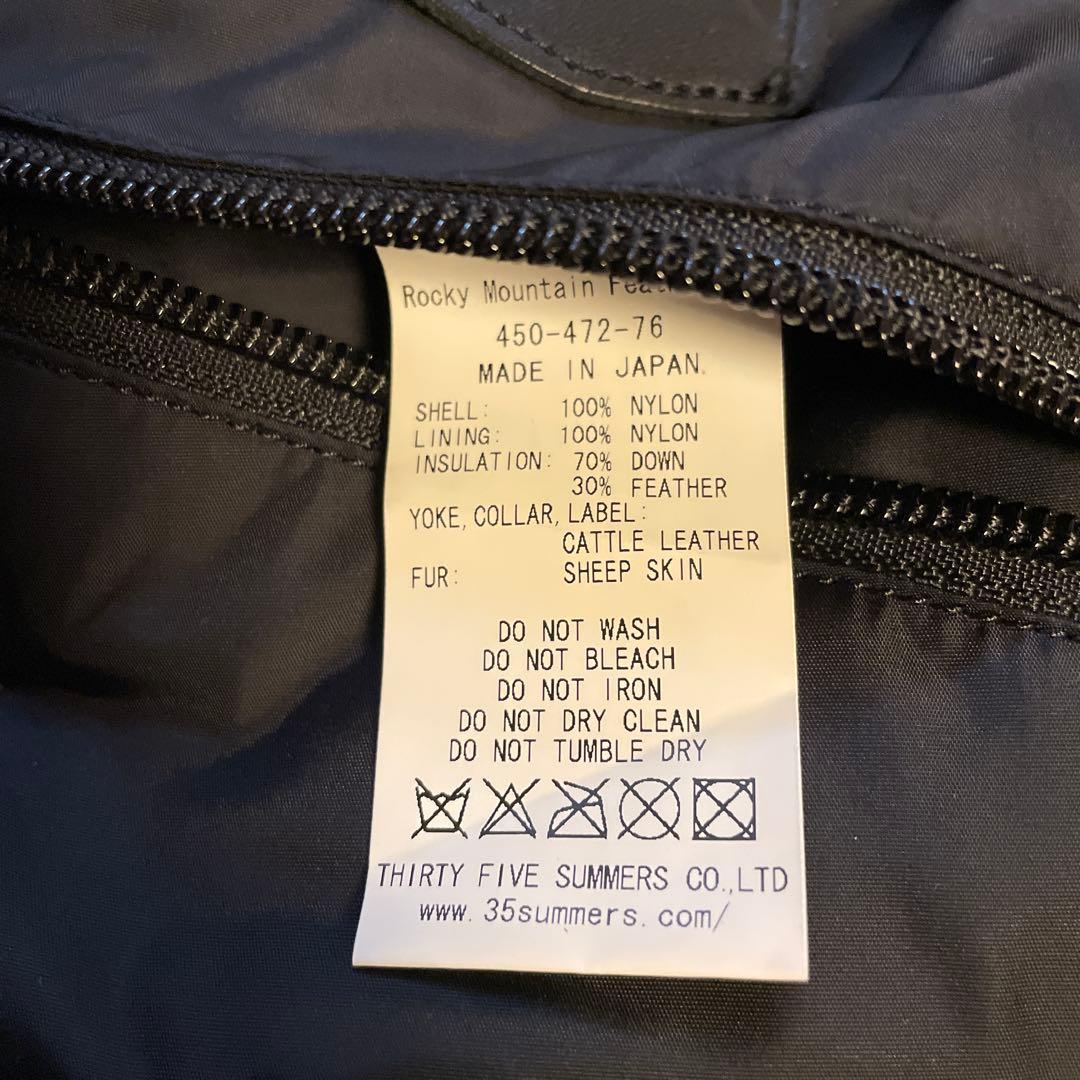 Rocky Mountain
450-472-76
MADE IN JAPAN.
SHELL: 100% NYLON
LINING: 100% NYLON
INSULATION: 70% DOWN
30% FEATHER
YOKE, COLLAR, LABEL:
CATTLE LEATHER
FUR: SHEEP SKIN
DO NOT WASH
DO NOT BLEACH
DO NOT IRON
DO NOT DRY CLEAN
DO NOT TUMBLE DRY
THIRTY FIVE SUMMERS CO.,LTD
www.35summers.com/